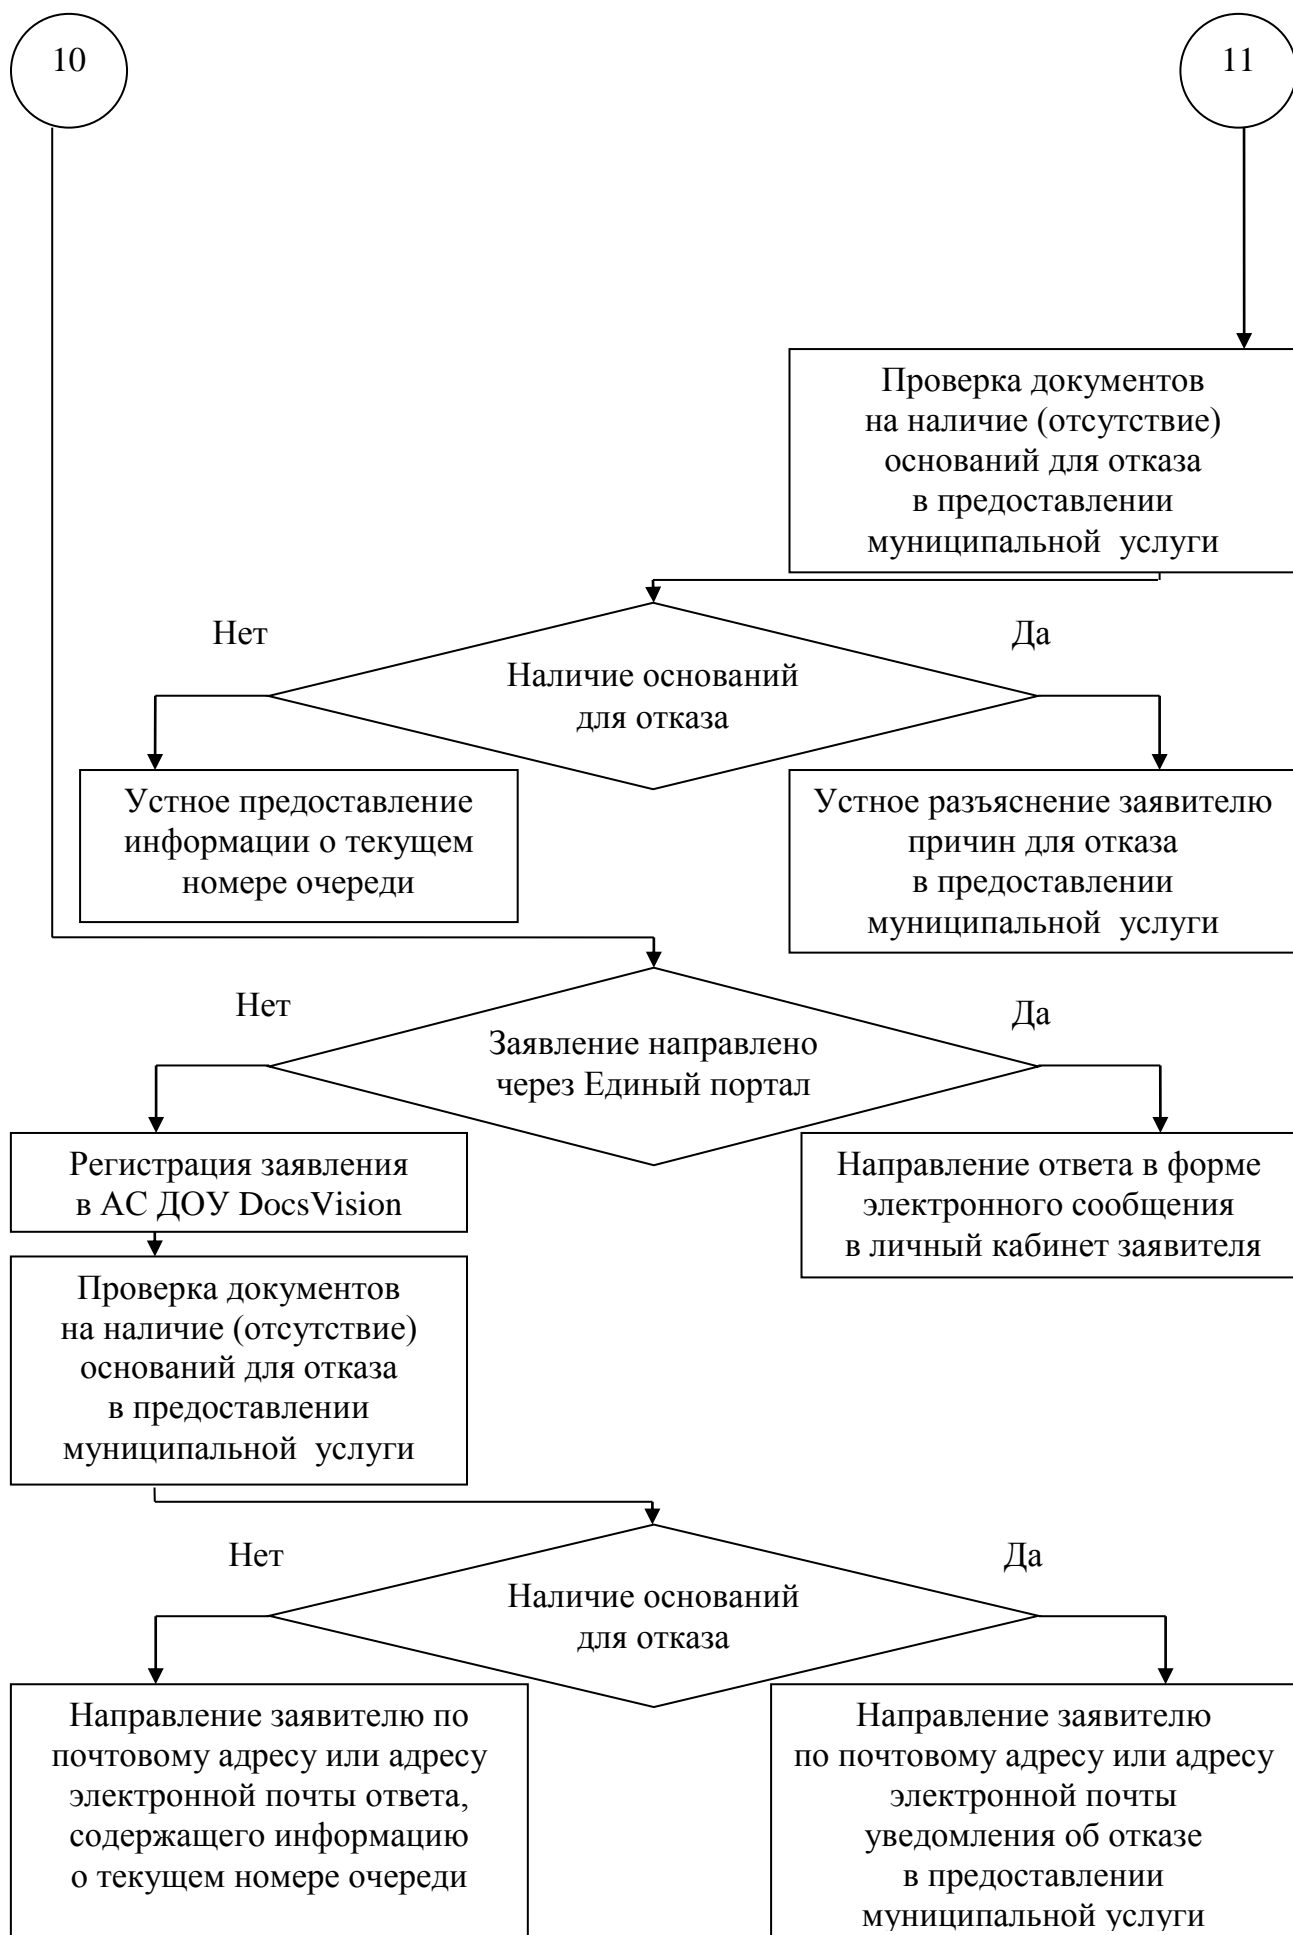 10
11
Проверка документов
на наличие (отсутствие)
оснований для отказа
в предоставлении
муниципальной услуги
Нет
Да
Наличие оснований
для отказа
Устное предоставление
информации о текущем
номере очереди
Устное разъяснение заявителю
причин для отказа
в предоставлении
муниципальной услуги
Нет
Да
Заявление направлено
через Единый портал
Регистрация заявления
в АС ДОУ DocsVision
Направление ответа в форме
электронного сообщения
в личный кабинет заявителя
Проверка документов
на наличие (отсутствие)
оснований для отказа
в предоставлении
муниципальной услуги
Нет
Да
Наличие оснований
для отказа
Направление заявителю по
почтовому адресу или адресу
электронной почты ответа,
содержащего информацию
о текущем номере очереди
Направление заявителю
по почтовому адресу или адресу
электронной почты
уведомления об отказе
в предоставлении
муниципальной услуги